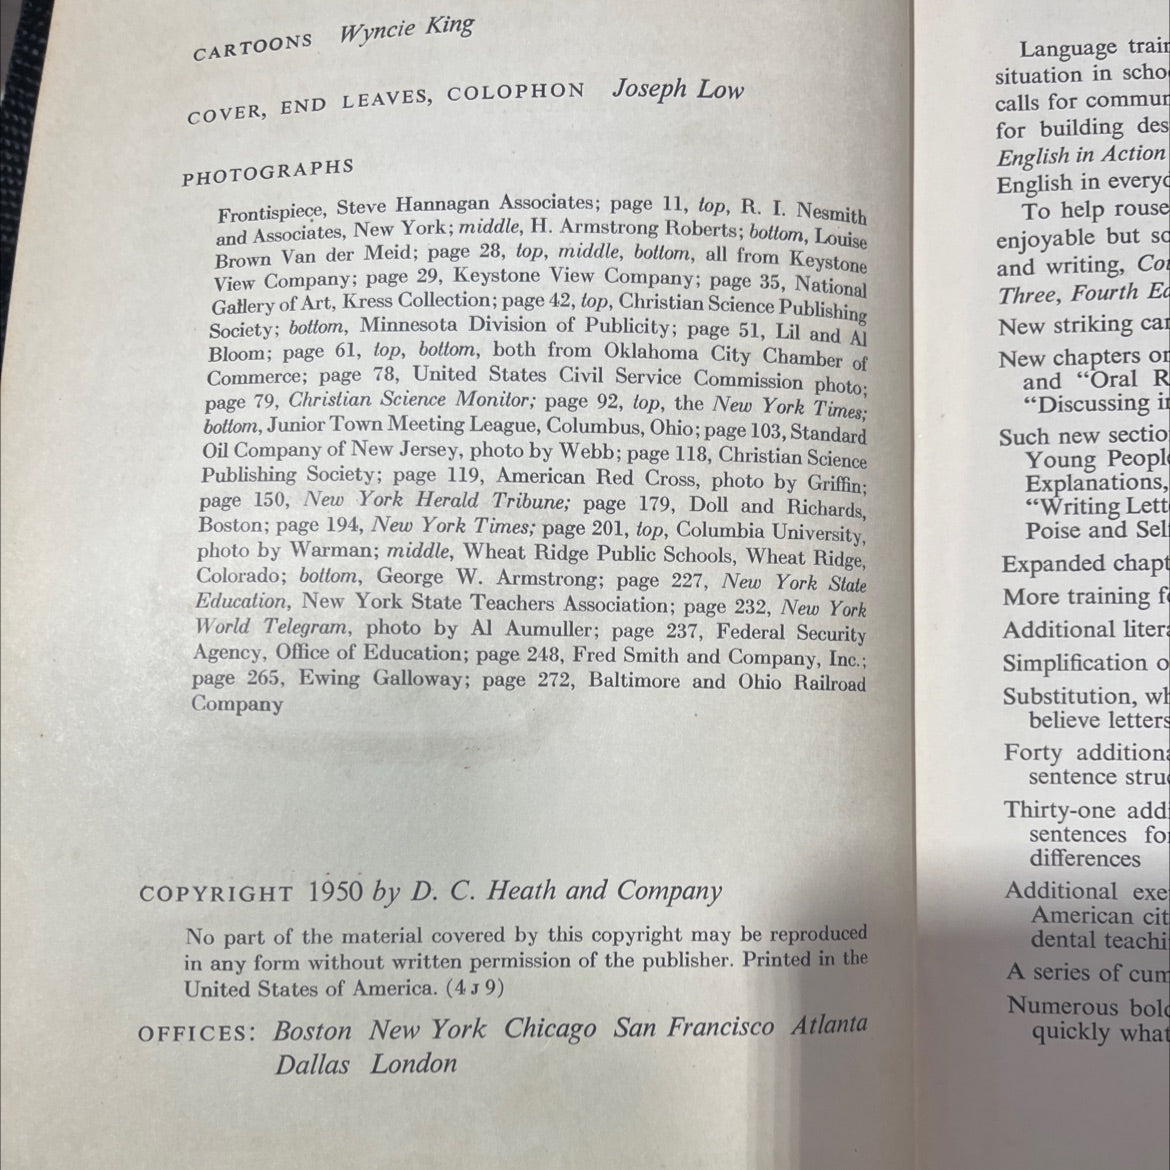 CARTOONS Wyncie King
COVER, END LEAVES, COLOPHON Joseph Low
PHOTOGRAPHS
Frontispiece, Steve Hannagan Associates; page 11, top, R. I. Nesmith
and Associates, New York; middle, H. Armstrong Roberts; bottom, Louise
Brown Van der Meid; page 28, top, middle, bottom, all from Keystone
View Company; page 29, Keystone View Company; page 35, National
Gallery of Art, Kress Collection; page 42, top, Christian Science Publishing
Society; bottom, Minnesota Division of Publicity; page 51, Lil and Al
Bloom; page 61, top, bottom, both from Oklahoma City Chamber of
Commerce; page 78, United States Civil Service Commission photo;
page 79, Christian Science Monitor; page 92, top, the New York Times;
bottom, Junior Town Meeting League, Columbus, Ohio; page 103, Standard
Oil Company of New Jersey, photo by Webb; page 118, Christian Science
Publishing Society; page 119, American Red Cross, photo by Griffin;
page 150, New York Herald Tribune; page 179, Doll and Richards,
Boston; page 194, New York Times; page 201, top, Columbia University,
photo by Warman; middle, Wheat Ridge Public Schools, Wheat Ridge,
Colorado; bottom, George W. Armstrong; page 227, New York State
Education, New York State Teachers Association; page 232, New York
World Telegram, photo by Al Aumuller; page 237, Federal Security
Agency, Office of Education; page 248, Fred Smith and Company, Inc.;
page 265, Ewing Galloway; page 272, Baltimore and Ohio Railroad
Company
COPYRIGHT 1950 by D. C. Heath and Company
No part of the material covered by this copyright may be reproduced
in any form without written permission of the publisher. Printed in the
United States of America. (4 J 9)
OFFICES: Boston New York Chicago San Francisco Atlanta
Dallas London
Language train
situation in scho
calls for commun
for building des
English in Action
English in everyd
To help rouse
enjoyable but so
and writing, Co
Three, Fourth Ed
New striking car
New chapters on
and “Oral R
“Discussing in
Such new sectio
Young Peopl
Explanations,
“Writing Lett
Poise and Sel
Expanded chapt
More training f
Additional liter
Simplification o
Substitution, wh
believe letters
Forty addition
sentence stru
Thirty-one add
sentences fo
differences
Additional exe
American cit
dental teachi
A series of cum
Numerous bol
quickly what